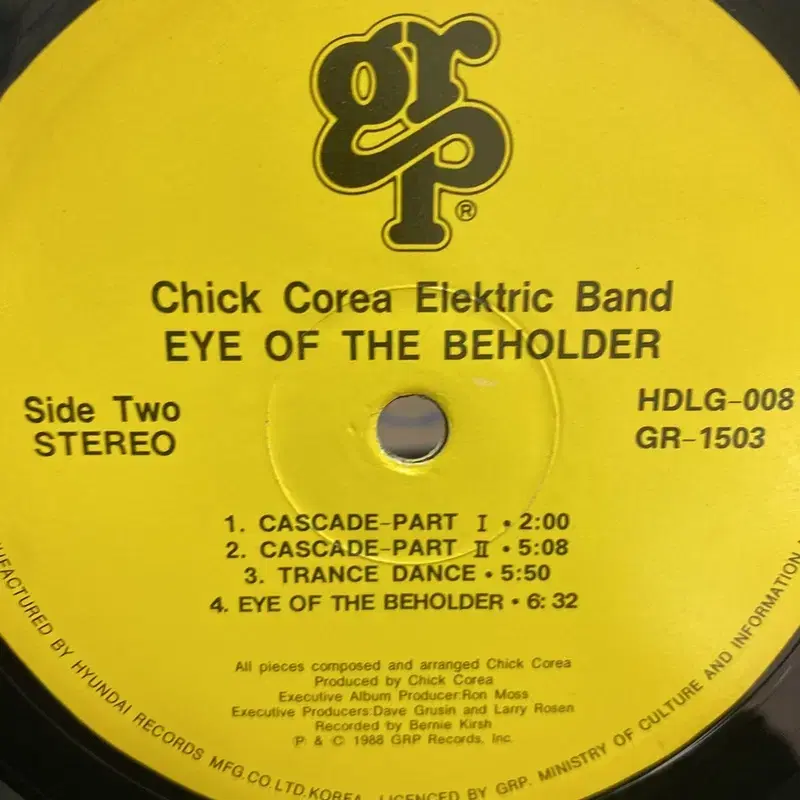 grp®
Chick Corea Elektric Band
EYE OF THE BEHOLDER
Side Two
STEREO
HDLG-008
GR-1503
1. CASCADE-PART I • 2:00
2. CASCADE-PART II • 5:08
3. TRANCE DANCE • 5:50
4. EYE OF THE BEHOLDER • 6:32
All pieces composed and arranged Chick Corea
Produced by Chick Corea
Executive Album Producer:Ron Moss
Executive Producers:Dave Grusin and Larry Rosen
Recorded by Bernie Kirsh
Ⓟ & © 1988 GRP Records, Inc.
BY HYUNDAI RECORDS MFG.CO.LTD.KOREA. LICENCED BY GRP. MINISTRY OF CULTURE AND INFORMATION